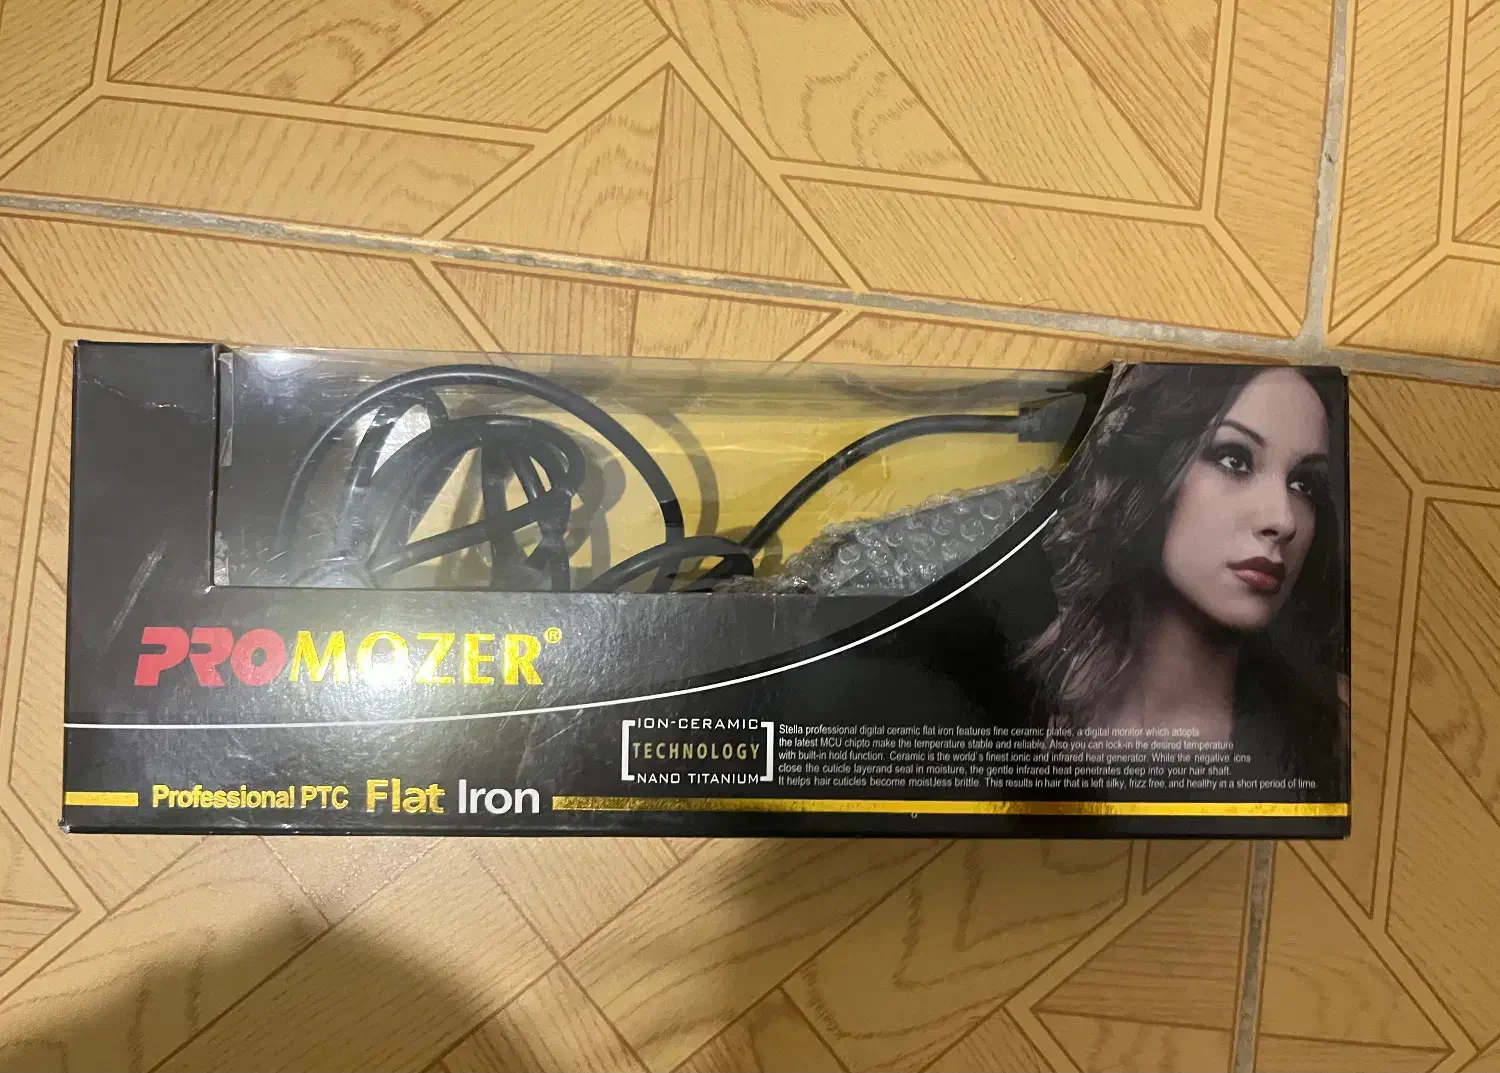 PROMOZER®
ION-CERAMIC
TECHNOLOGY
NANO TITANIUM
Stella professional digital ceramic flat iron features fine ceramic plates, a digital monitor which adopts
the latest MCU chipto make the temperature stable and reliable. Also you can lock-in the desired temperature
with built-in hold function. Ceramic is the world's finest ionic and infrared heat generator. While the negative ions
close the cuticle layerand seal in moisture, the gentle infrared heat penetrates deep into your hair shaft.
It helps hair cuticles become moist,less brittle. This results in hair that is left silky, frizz free, and healthy in a short period of time.
Professional PTC Flat Iron